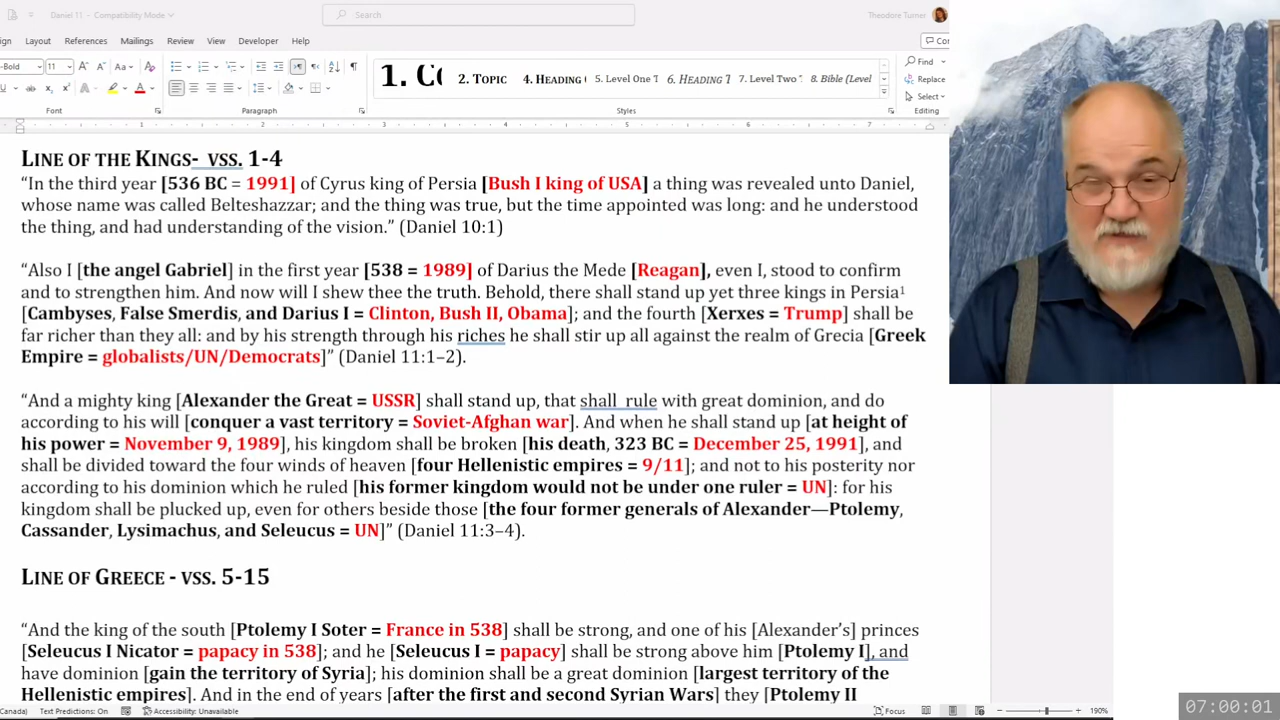 Daniel 11 - Compatibility Mode
Search
Theodore Turner
Layout References Mailings Review View Developer Help
Find
11
1. 2. TOPIC 4. HEADING 5. Level One 6. HEADING 7. Level Two 8. Bible (Level
Replace
Select
Font Paragraph Styles Editing
1 2 3 4 5 6 7
LINE OF THE KINGS- VSS. 1-4
“In the third year [536 BC = 1991] of Cyrus king of Persia [Bush I king of USA] a thing was revealed unto Daniel,
whose name was called Belteshazzar; and the thing was true, but the time appointed was long: and he understood
the thing, and had understanding of the vision.” (Daniel 10:1)
“Also I [the angel Gabriel] in the first year [538 = 1989] of Darius the Mede [Reagan], even I, stood to confirm
and to strengthen him. And now will I shew thee the truth. Behold, there shall stand up yet three kings in Persia¹
[Cambyses, False Smerdis, and Darius I = Clinton, Bush II, Obama]; and the fourth [Xerxes = Trump] shall be
far richer than they all: and by his strength through his riches he shall stir up all against the realm of Grecia [Greek
Empire = globalists/UN/Democrats]” (Daniel 11:1–2).
“And a mighty king [Alexander the Great = USSR] shall stand up, that shall rule with great dominion, and do
according to his will [conquer a vast territory = Soviet-Afghan war]. And when he shall stand up [at height of
his power = November 9, 1989], his kingdom shall be broken [his death, 323 BC = December 25, 1991], and
shall be divided toward the four winds of heaven [four Hellenistic empires = 9/11]; and not to his posterity nor
according to his dominion which he ruled [his former kingdom would not be under one ruler = UN]: for his
kingdom shall be plucked up, even for others beside those [the four former generals of Alexander—Ptolemy,
Cassander, Lysimachus, and Seleucus = UN]” (Daniel 11:3–4).
LINE OF GREECE - VSS. 5-15
“And the king of the south [Ptolemy I Soter = France in 538] shall be strong, and one of his [Alexander’s] princes
[Seleucus I Nicator = papacy in 538]; and he [Seleucus I = papacy] shall be strong above him [Ptolemy I], and
have dominion [gain the territory of Syria]; his dominion shall be a great dominion [largest territory of the
Hellenistic empires]. And in the end of years [after the first and second Syrian Wars] they [Ptolemy II
Canada) Text Predictions: On Accessibility: Unavailable Focus 190%
07:00:01